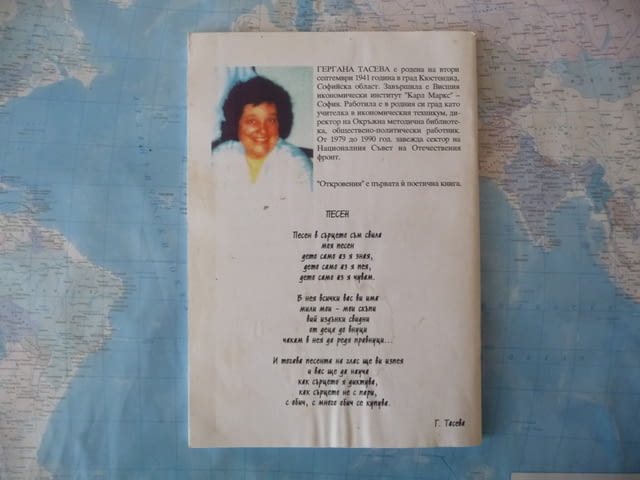 ГЕРГАНА ТАСЕВА е родена на втори
септември 1941 година в град Кюстендил,
Софийска област. Завършила е Висшия
икономически институт "Карл Маркс" –
София. Работила е в родния си град като
учителка в икономическия техникум, ди-
ректор на Окръжна методична библиоте-
ка, обществено-политически работник.
От 1979 до 1990 год. завежда сектор на
Националния Съвет на Отечествения
фронт.
"Откровения" е първата ѝ поетична книга.
ПЕСЕН
Песен в сърцето съм свила
моя песен
дето само аз я зная,
дето само аз я пея,
дето само аз я чувам.
В нея всички вас ви има
мили мои – мои скъпи
вий издънки свидни
от деца до внуци
чакам в нея да редя правнуци...
И тогава песента на глас ще ви изпея
и вас ще да науча
как сърцето я диктува,
как сърцето не с пари,
с обич, с много обич се купува.
Г. Тасева